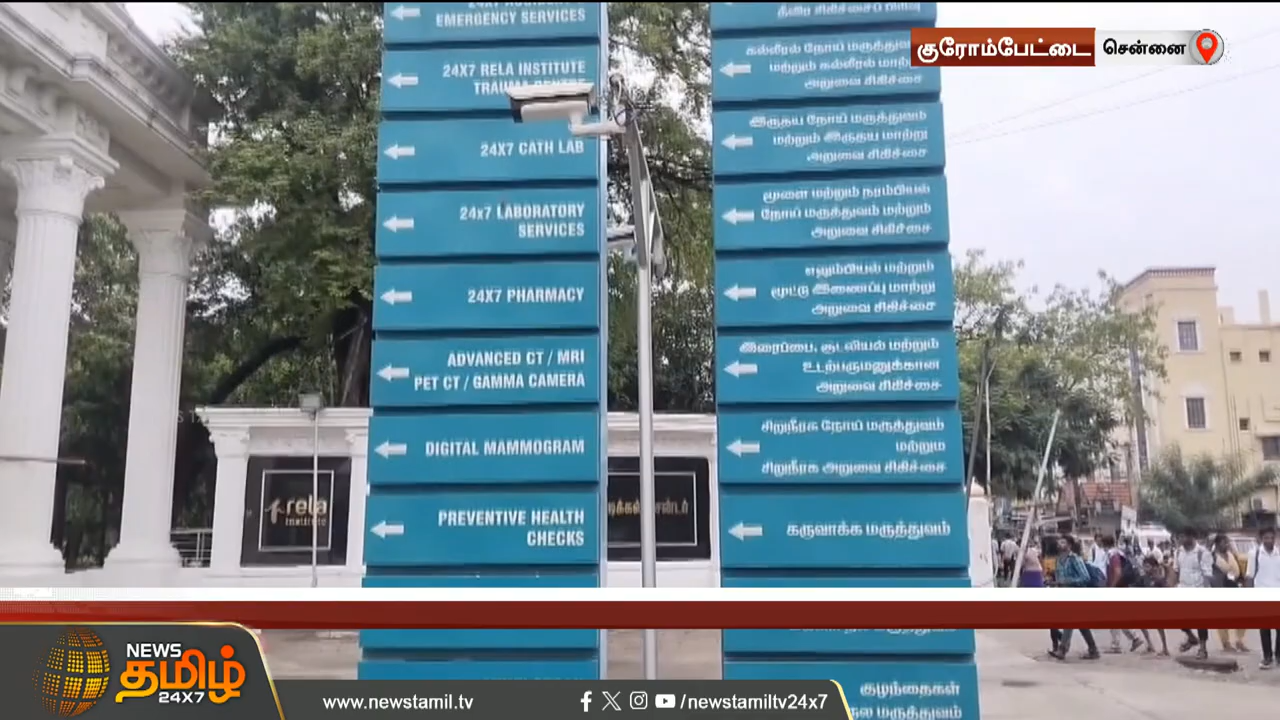 24X7 ACCIDENT
EMERGENCY SERVICES
24X7 RELA INSTITUTE
TRAUMA CENTRE
24X7 CATH LAB
24x7 LABORATORY
SERVICES
24X7 PHARMACY
ADVANCED CT / MRI
PET CT / GAMMA CAMERA
DIGITAL MAMMOGRAM
PREVENTIVE HEALTH
CHECKS
தீவிர சிகிச்சைப் பிரிவு
கல்லீரல் நோய் மருத்துவம்
மற்றும் கல்லீரல் மாற்று
அறுவை சிகிச்சை
இருதய நோய் மருத்துவம்
மற்றும் இருதய மாற்று
அறுவை சிகிச்சை
மூளை மற்றும் நரம்பியல்
நோய் மருத்துவம் மற்றும்
அறுவை சிகிச்சை
எலும்பியல் மற்றும்
மூட்டு இணைப்பு மாற்று
அறுவை சிகிச்சை
இரைப்பை, குடலியல் மற்றும்
உடற்பருமனுக்கான
அறுவை சிகிச்சை
சிறுநீரக நோய் மருத்துவம்
மற்றும்
சிறுநீரக அறுவை சிகிச்சை
கருவாக்க மருத்துவம்
குழந்தைகள்
நல மருத்துவம்
rela
institute
குரோம்பேட்டை
சென்னை
NEWS
தமிழ்
24X7
www.newstamil.tv
/newstamiltv24x7